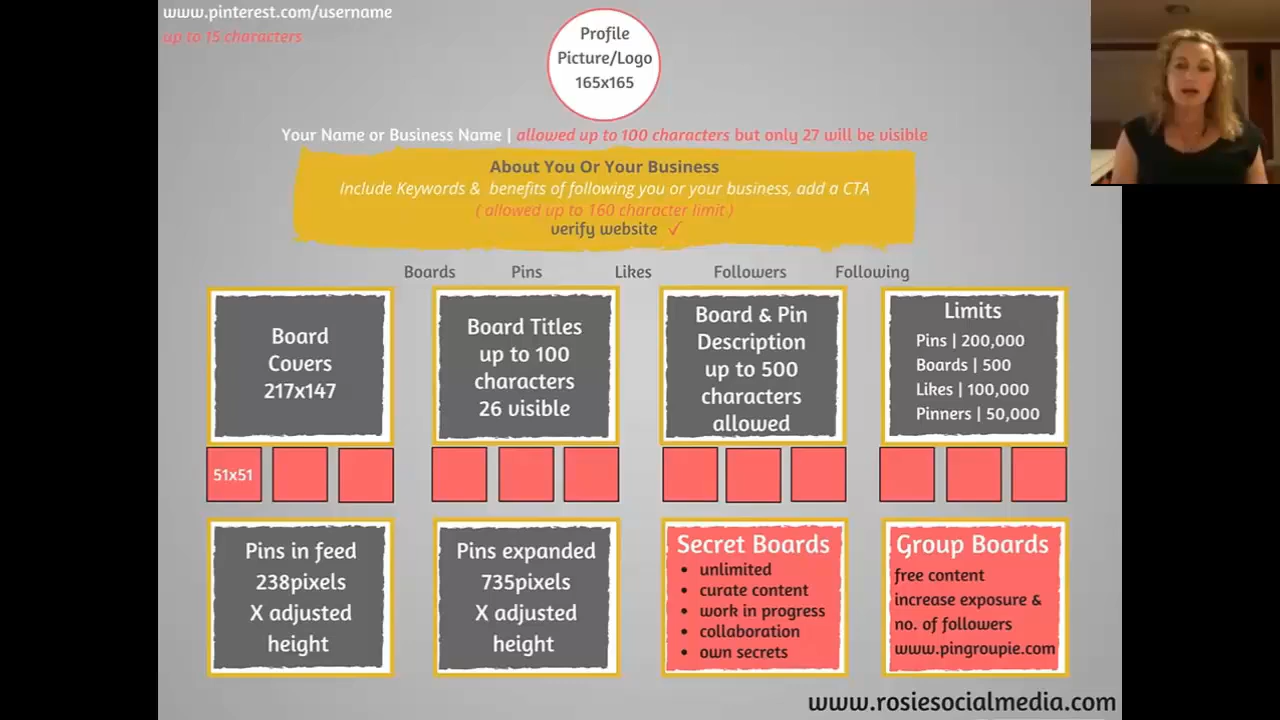 www.pinterest.com/username
up to 15 characters
Profile
Picture/Logo
165x165
Your Name or Business Name | allowed up to 100 characters but only 27 will be visible
About You Or Your Business
Include Keywords & benefits of following you or your business, add a CTA
( allowed up to 160 character limit )
verify website ✓
Boards Pins Likes Followers Following
Board
Covers
217x147
Board Titles
up to 100
characters
26 visible
Board & Pin
Description
up to 500
characters
allowed
Limits
Pins | 200,000
Boards | 500
Likes | 100,000
Pinners | 50,000
51x51
Pins in feed
238pixels
X adjusted
height
Pins expanded
735pixels
X adjusted
height
Secret Boards
• unlimited
• curate content
• work in progress
• collaboration
• own secrets
Group Boards
free content
increase exposure &
no. of followers
www.pingroupie.com
www.rosiesocialmedia.com